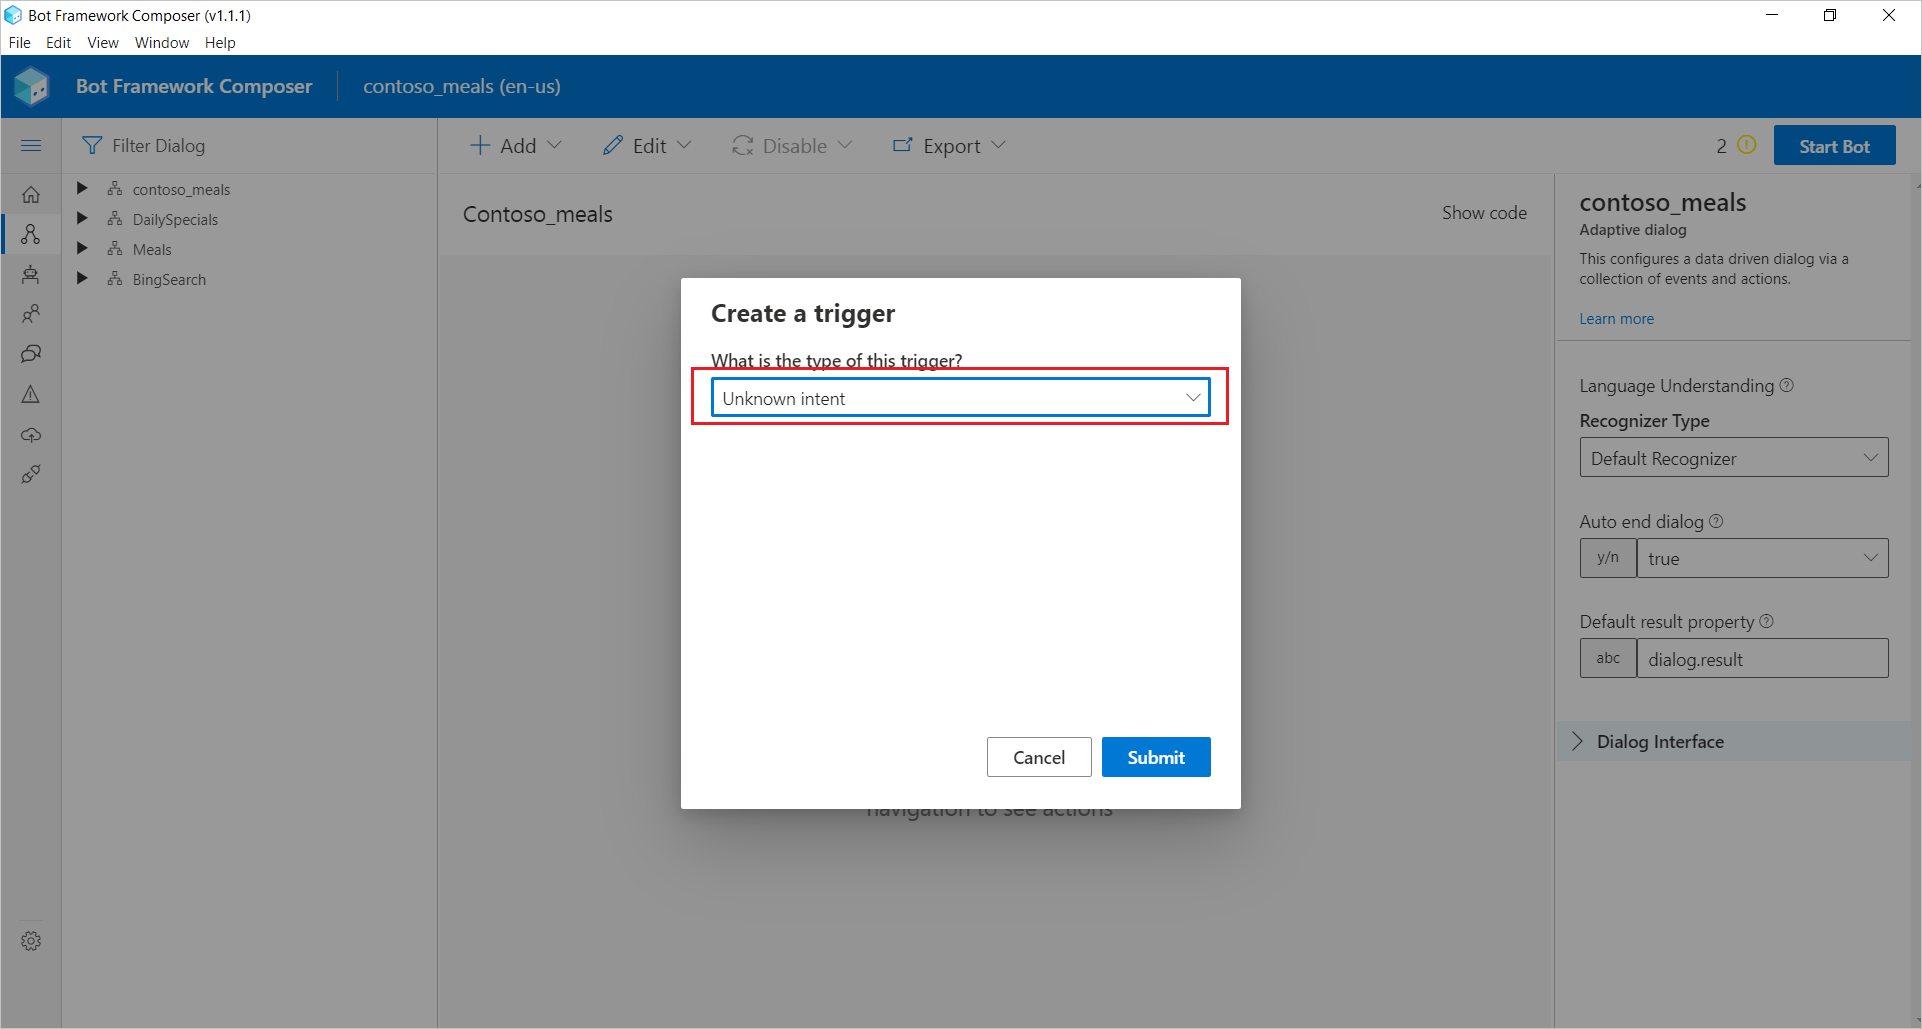 Bot Framework Composer (v1.1.1)
File Edit View Window Help
Bot Framework Composer contoso_meals (en-us)
Filter Dialog
Add Edit Disable Export 2 Start Bot
contoso_meals
DailySpecials
Meals
BingSearch
Contoso_meals Show code
Create a trigger
What is the type of this trigger?
Unknown intent
Cancel Submit
navigation to see actions
contoso_meals
Adaptive dialog
This configures a data driven dialog via a
collection of events and actions.
Learn more
Language Understanding
Recognizer Type
Default Recognizer
Auto end dialog
y/n true
Default result property
abc dialog.result
Dialog Interface